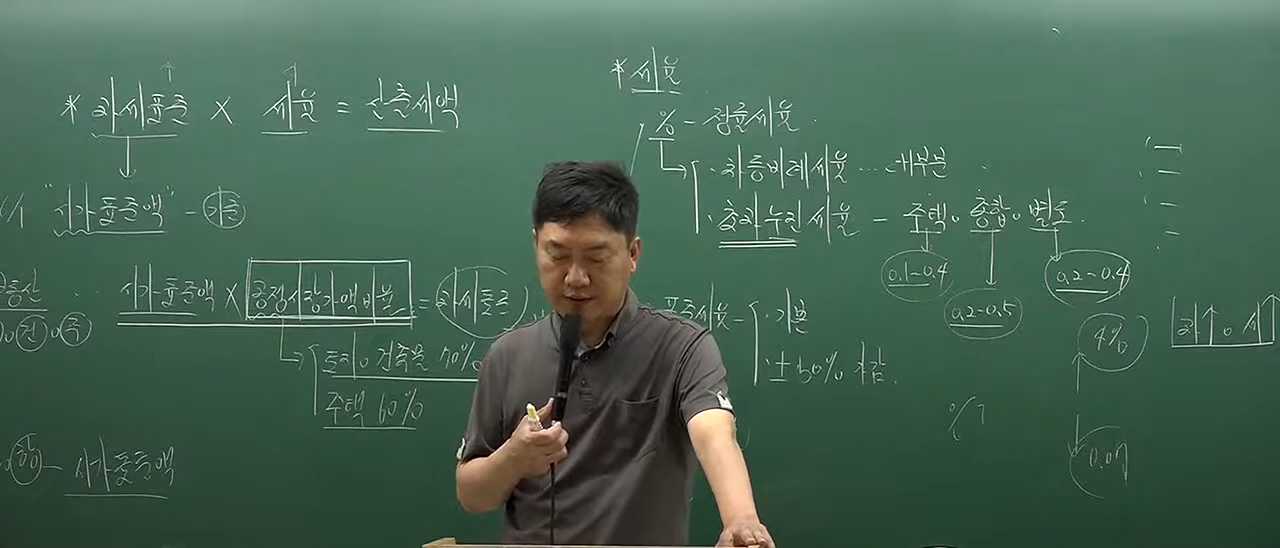 * 과세표준 × 세율 = 산출세액
"시가표준액" - 기준
시가표준액 × 공정시장가액비율 = 과세표준
토지。건축물 70%
주택 60%
시가표준액
* 세율
% - 정률세율.
· 차등비례세율 … 대부분
· 초과누진세율 - 주택。종합。별도.
0.1~0.4
0.2~0.5
0.2~0.4
표준세율 -
· 기본
· ±50% 가감.
4%
0.07
과↑。세↑